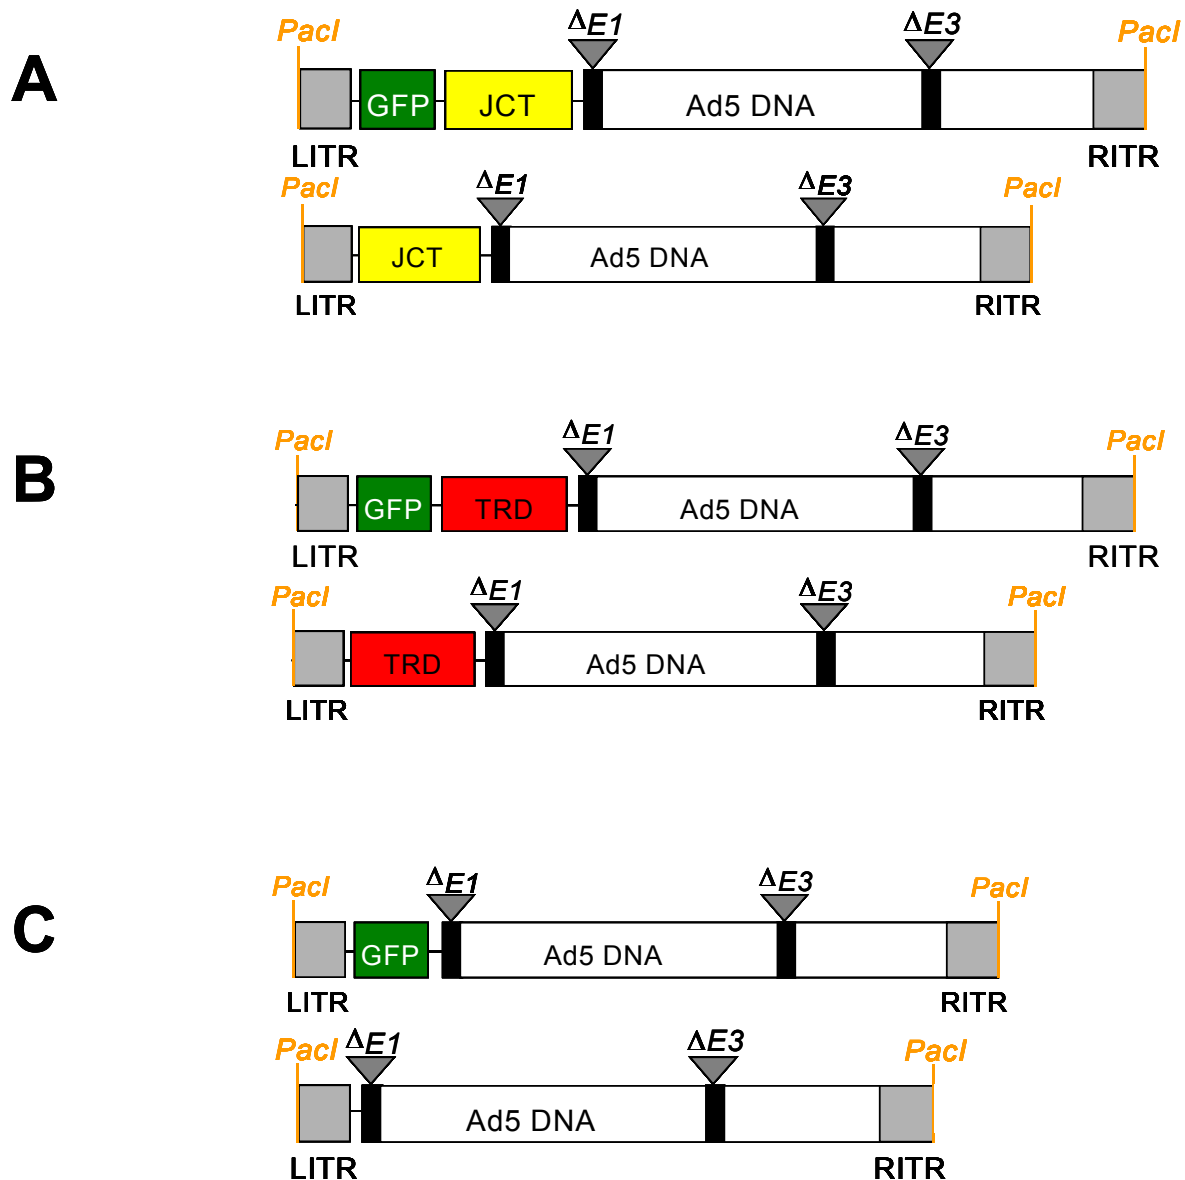 A
PacI ΔE1 ΔE3 PacI
GFP JCT Ad5 DNA
LITR RITR
PacI ΔE1 ΔE3 PacI
JCT Ad5 DNA
LITR RITR
B
PacI ΔE1 ΔE3 PacI
GFP TRD Ad5 DNA
LITR RITR
PacI ΔE1 ΔE3 PacI
TRD Ad5 DNA
LITR RITR
C
PacI ΔE1 ΔE3 PacI
GFP Ad5 DNA
LITR RITR
PacI ΔE1 ΔE3 PacI
Ad5 DNA
LITR RITR